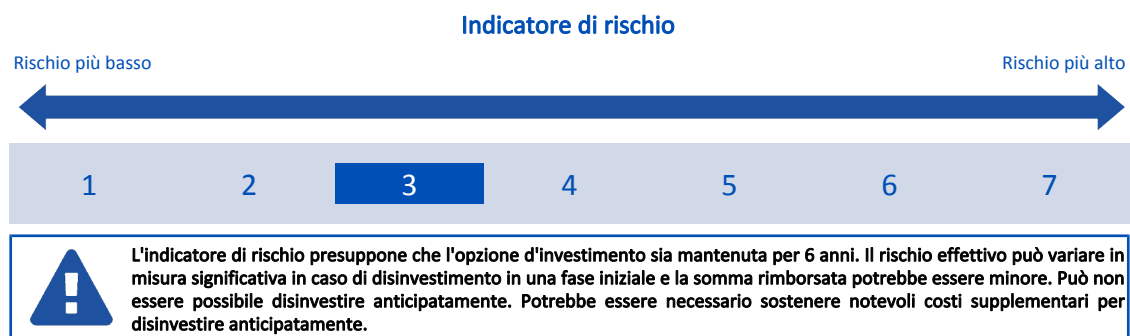 Indicatore di rischio
Rischio più basso
Rischio più alto
1 2 3 4 5 6 7
L'indicatore di rischio presuppone che l'opzione d'investimento sia mantenuta per 6 anni. Il rischio effettivo può variare in
misura significativa in caso di disinvestimento in una fase iniziale e la somma rimborsata potrebbe essere minore. Può non
essere possibile disinvestire anticipatamente. Potrebbe essere necessario sostenere notevoli costi supplementari per
disinvestire anticipatamente.